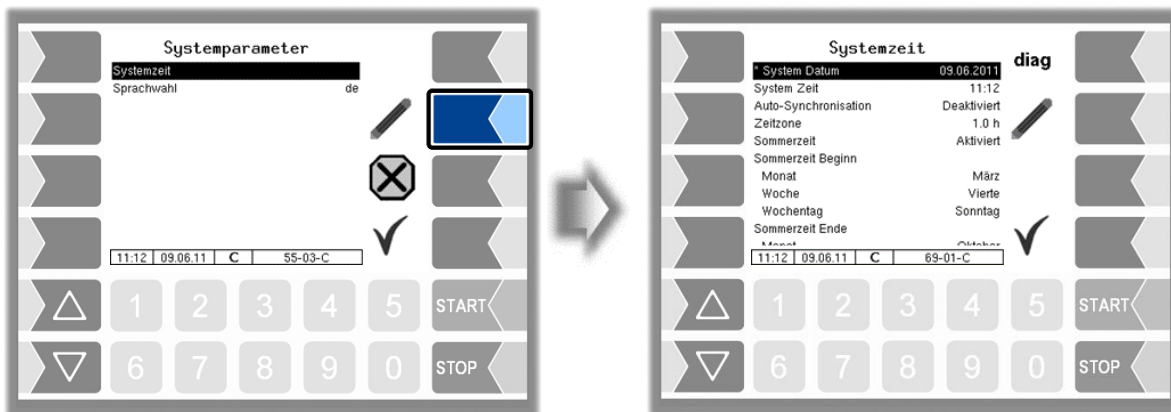 Systemparameter
Systemzeit
Sprachwahl de
11:12 09.06.11 C 55-03-C
1 2 3 4 5 START
6 7 8 9 0 STOP
Systemzeit
diag
* System Datum 09.06.2011
System Zeit 11:12
Auto-Synchronisation Deaktiviert
Zeitzone 1.0 h
Sommerzeit Aktiviert
Sommerzeit Beginn
Monat März
Woche Vierte
Wochentag Sonntag
Sommerzeit Ende
Monat Oktober
11:12 09.06.11 C 69-01-C
1 2 3 4 5 START
6 7 8 9 0 STOP